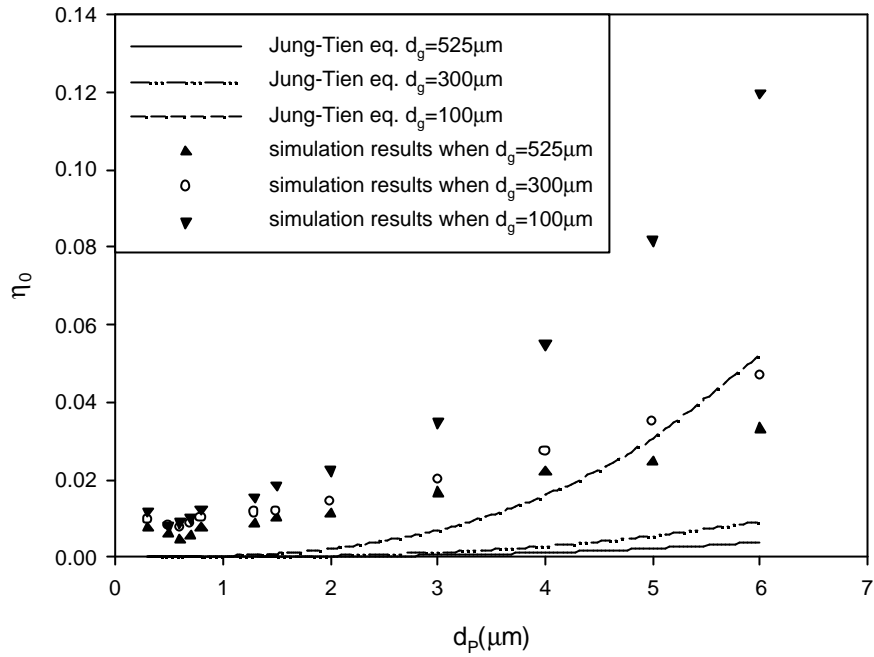 0.14
0.12
0.10
0.08
0.06
0.04
0.02
0.00
η0
Jung-Tien eq. dg=525μm
Jung-Tien eq. dg=300μm
Jung-Tien eq. dg=100μm
simulation results when dg=525μm
simulation results when dg=300μm
simulation results when dg=100μm
0 1 2 3 4 5 6 7
dP(μm)